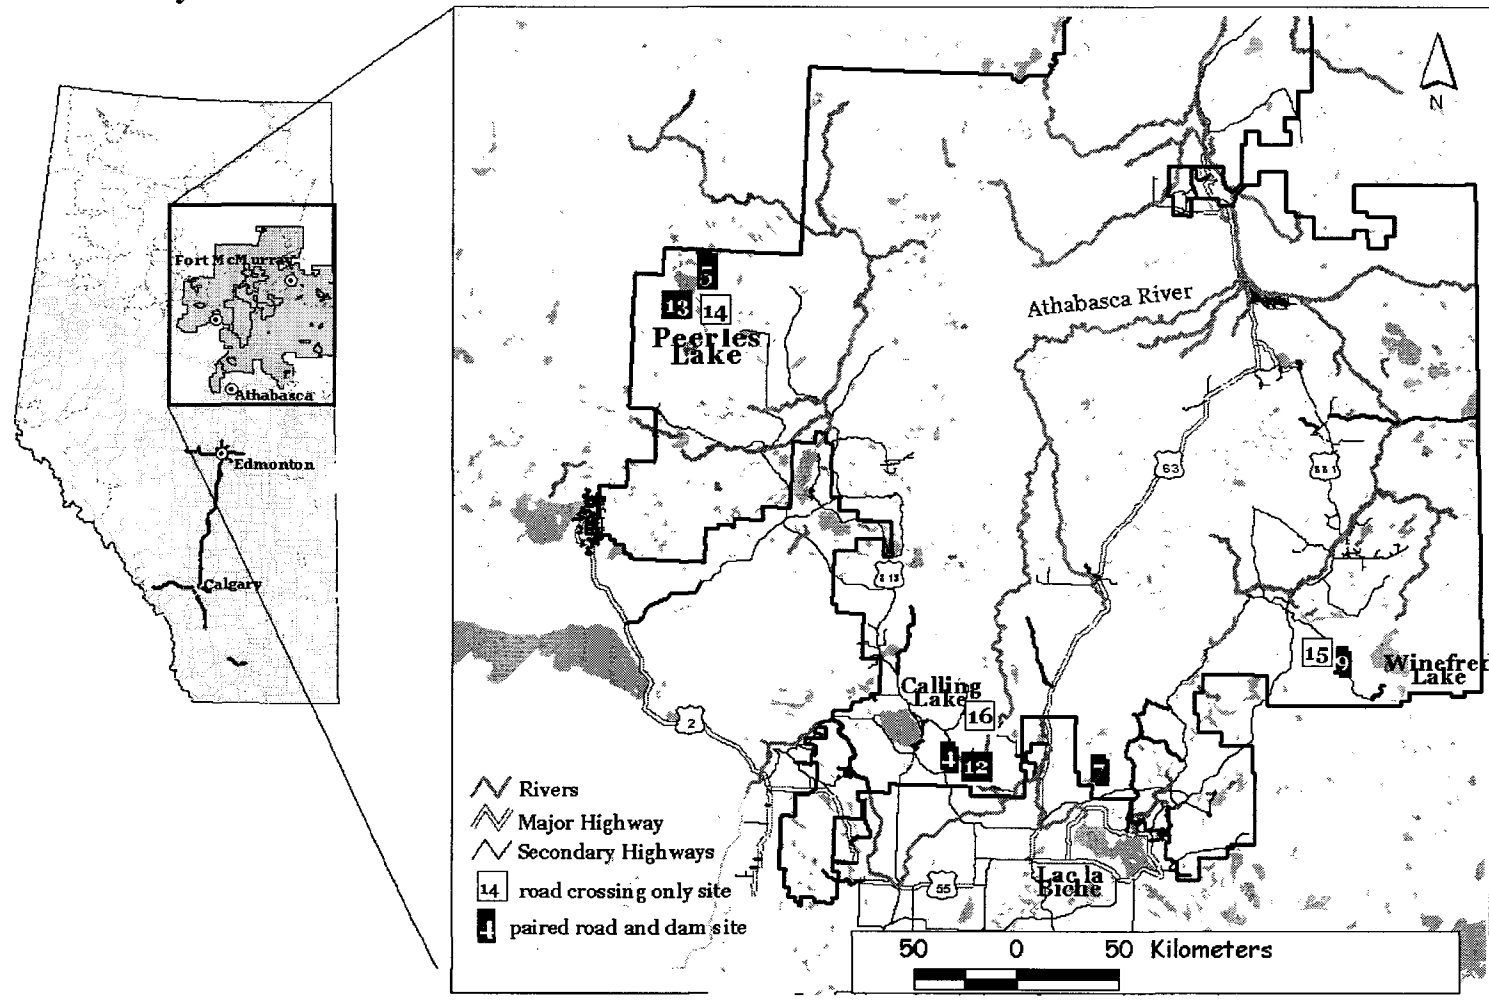 Fort McMurray
Athabasca
Edmonton
Calgary
N
5
13
14
Peerles
Lake
Athabasca River
63
881
813
15
9
Winefred
Lake
Calling
Lake
16
2
4
12
7
Rivers
Major Highway
Secondary Highways
14 road crossing only site
4 paired road and dam site
55
Lac la
Biche
50 0 50 Kilometers